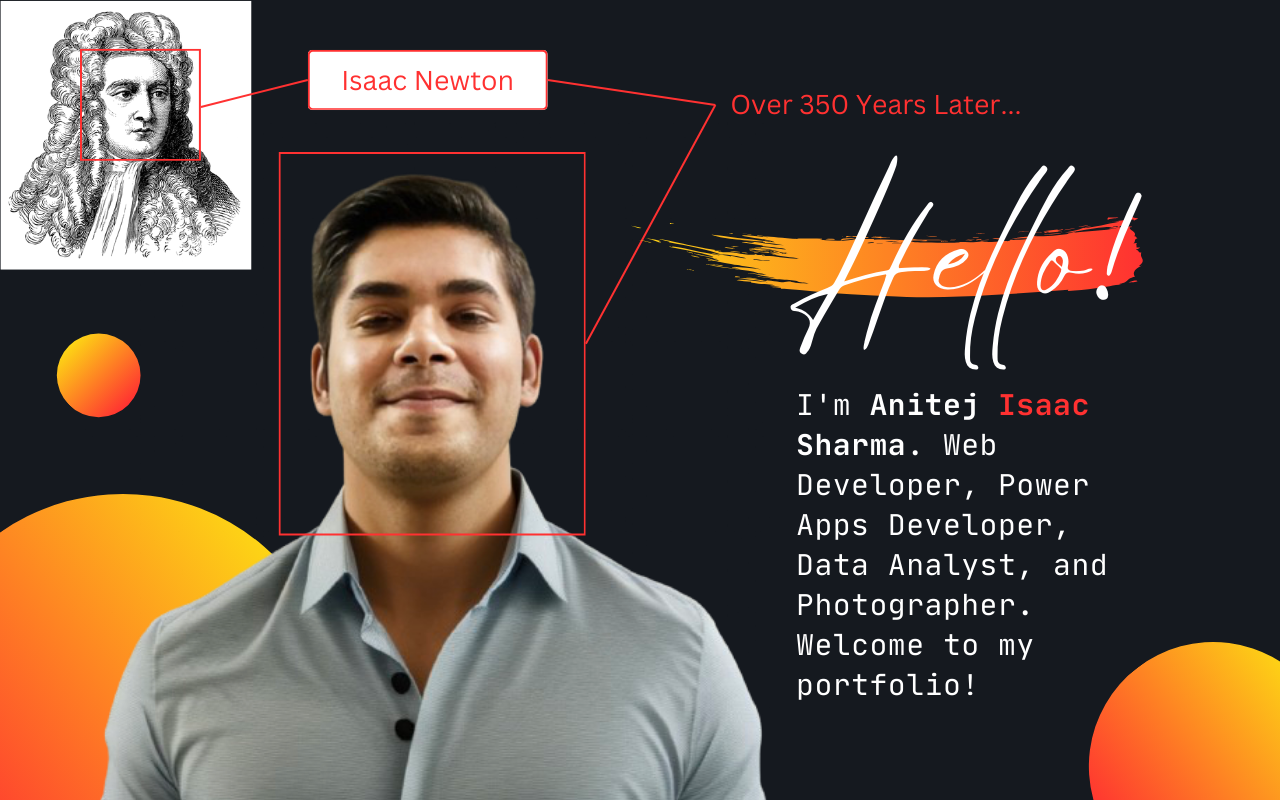 Isaac Newton
Over 350 Years Later...
Hello!
I'm Anitej Isaac
Sharma. Web
Developer, Power
Apps Developer,
Data Analyst, and
Photographer.
Welcome to my
portfolio!